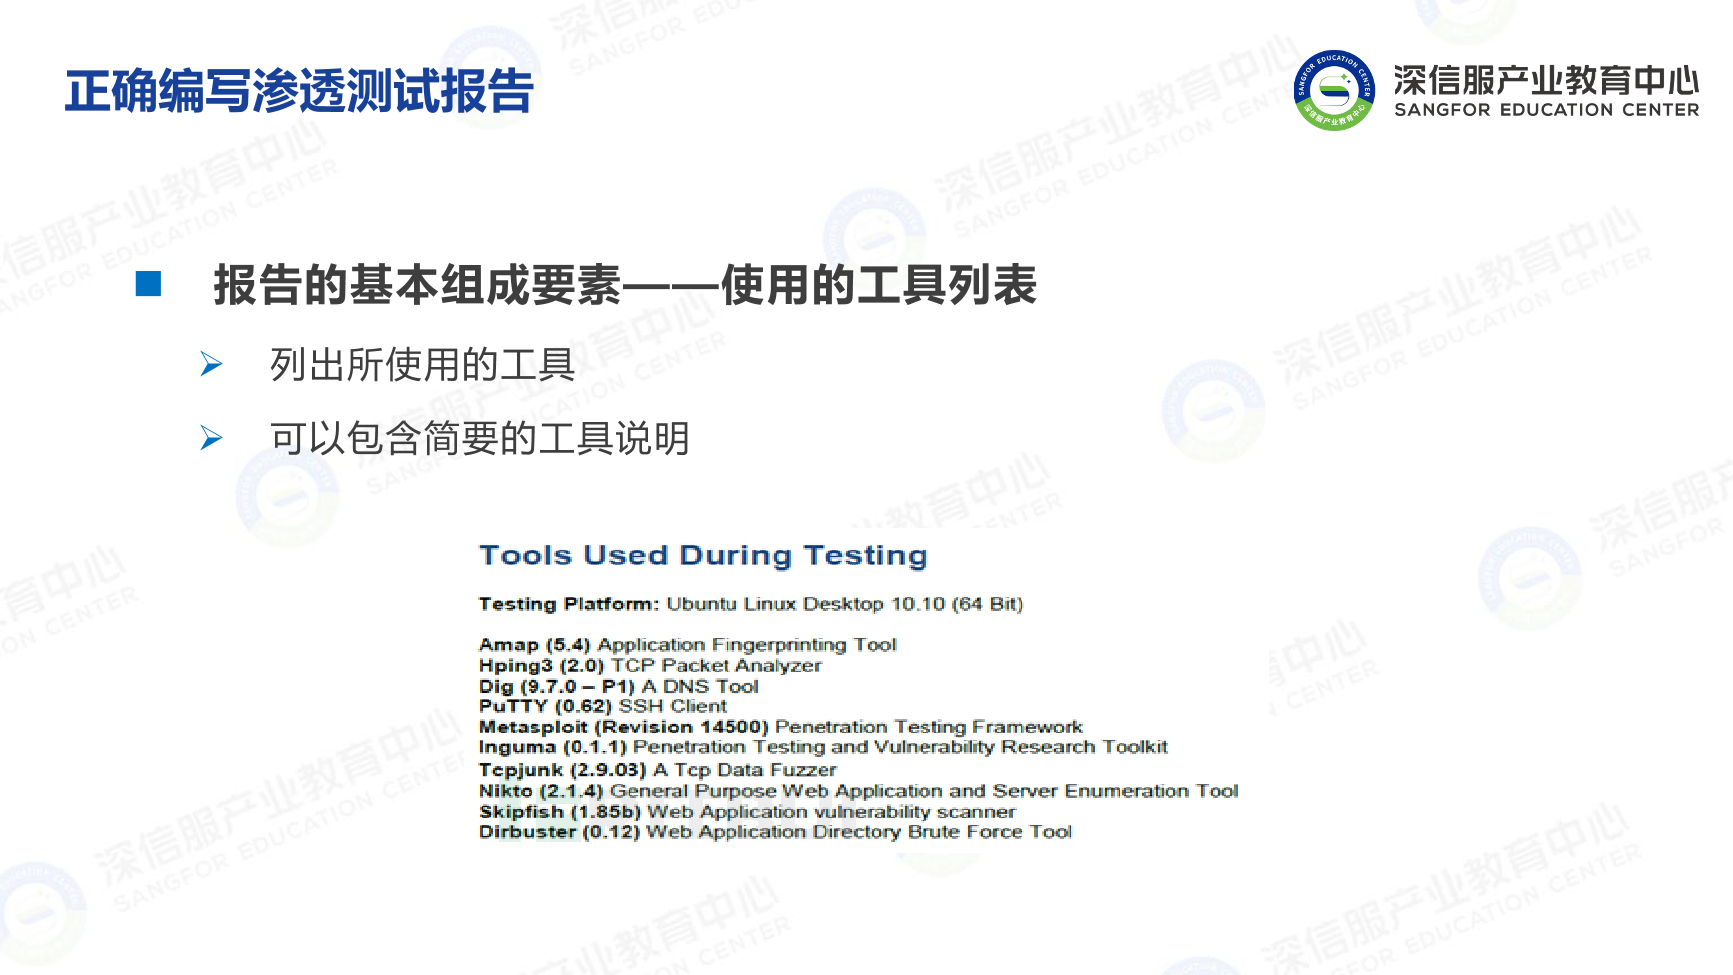 正确编写渗透测试报告
深信服产业教育中心
SANGFOR EDUCATION CENTER
报告的基本组成要素——使用的工具列表
列出所使用的工具
可以包含简要的工具说明
Tools Used During Testing
Testing Platform: Ubuntu Linux Desktop 10.10 (64 Bit)
Amap (5.4) Application Fingerprinting Tool
Hping3 (2.0) TCP Packet Analyzer
Dig (9.7.0 – P1) A DNS Tool
PuTTY (0.62) SSH Client
Metasploit (Revision 14500) Penetration Testing Framework
Inguma (0.1.1) Penetration Testing and Vulnerability Research Toolkit
Tcpjunk (2.9.03) A Tcp Data Fuzzer
Nikto (2.1.4) General Purpose Web Application and Server Enumeration Tool
Skipfish (1.85b) Web Application vulnerability scanner
Dirbuster (0.12) Web Application Directory Brute Force Tool